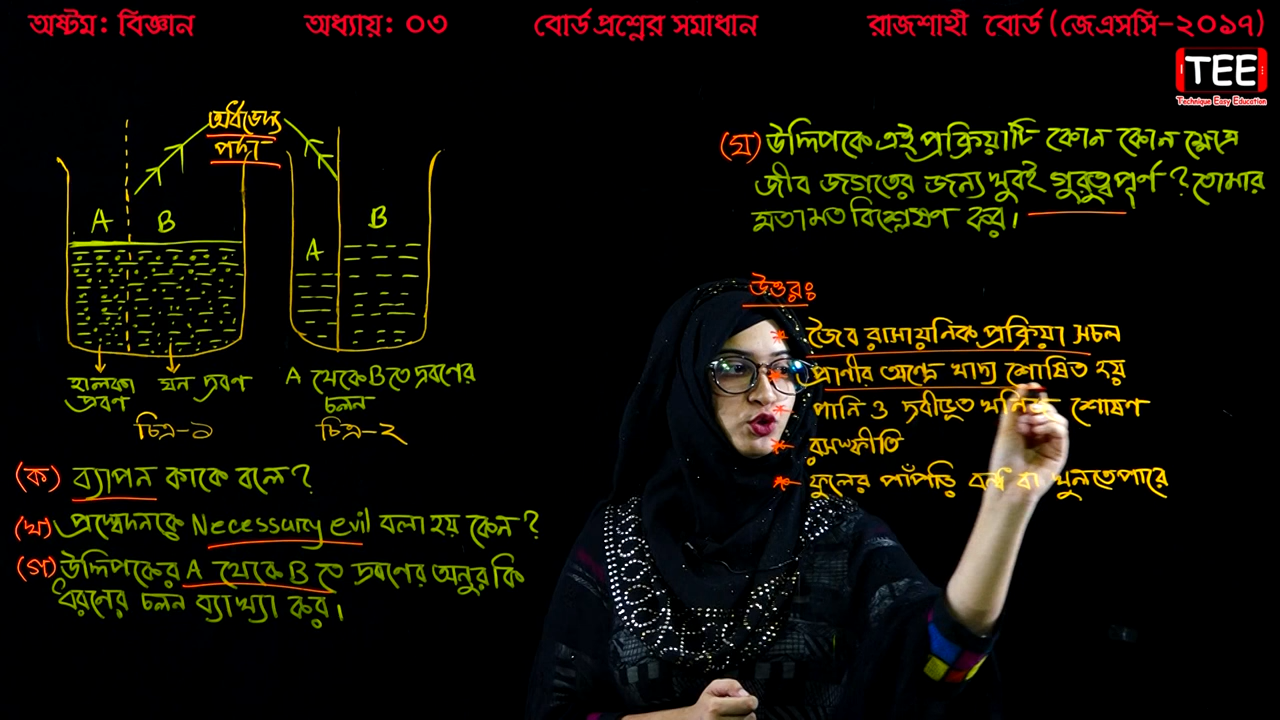 অষ্টম: বিজ্ঞান
অধ্যায়: ০৩
বোর্ড প্রশ্নের সমাধান
রাজশাহী বোর্ড (জেএসসি-২০১৭)
TEE
Technique Easy Education
অর্ধভেদ্য
পর্দা
A B
A B
হালকা দ্রবণ
ঘন দ্রবণ
চিত্র-১
A থেকে B তে দ্রবণের
চলন
চিত্র-২
(ক) ব্যাপন কাকে বলে?
(খ) প্রস্বেদনকে Necessary evil বলা হয় কেন?
(গ) উদ্দিপকের A থেকে B তে দ্রবণের অনুর কি
ধরণের চলন ব্যাখ্যা কর।
(ঘ) উদ্দিপকে এই প্রক্রিয়াটি কোন কোন ক্ষেত্রে
জীব জগতের জন্য খুবই গুরুত্বপূর্ণ? তোমার
মতামত বিশ্লেষণ কর।
উত্তরঃ
* জৈব রাসায়নিক প্রক্রিয়া সচল
* প্রাণীর অন্ত্রে খাদ্য শোষিত হয়
* পানি ও দ্রবীভূত খনিজ শোষণ
* রসস্ফীতি
* ফুলের পাঁপড়ি বন্ধ বা খুলতে পারে